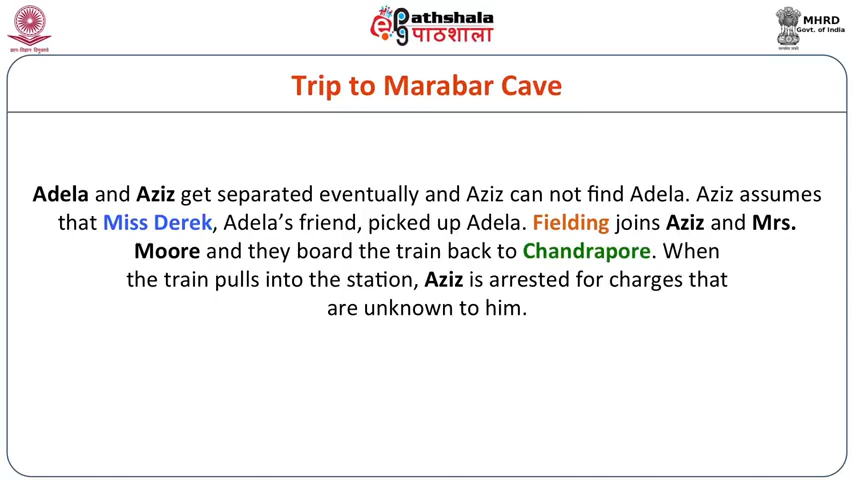 ePathshala
पाठशाला
MHRD
Govt. of India
Trip to Marabar Cave
Adela and Aziz get separated eventually and Aziz can not find Adela. Aziz assumes
that Miss Derek, Adela’s friend, picked up Adela. Fielding joins Aziz and Mrs.
Moore and they board the train back to Chandrapore. When
the train pulls into the station, Aziz is arrested for charges that
are unknown to him.